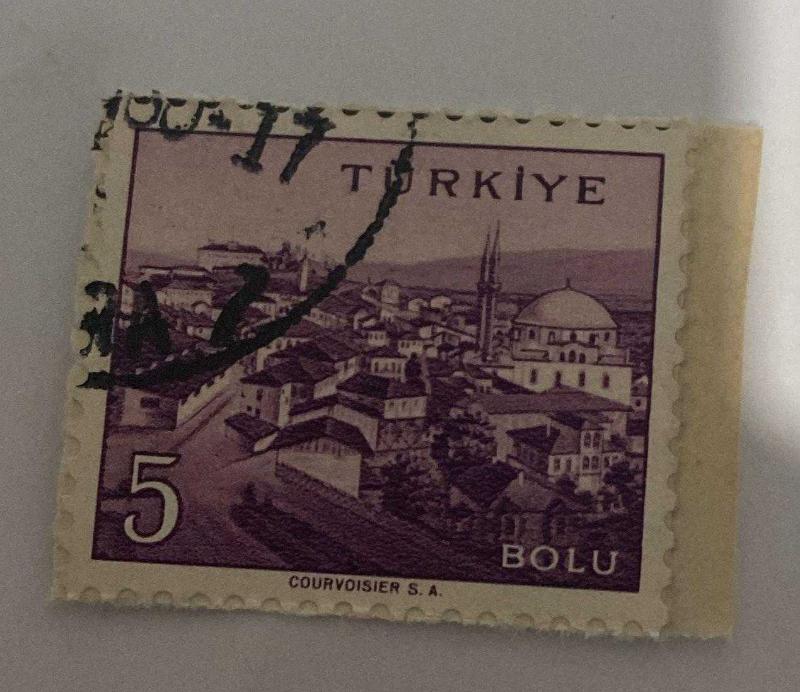 TÜRKİYE
5
BOLU
COURVOISIER S. A.